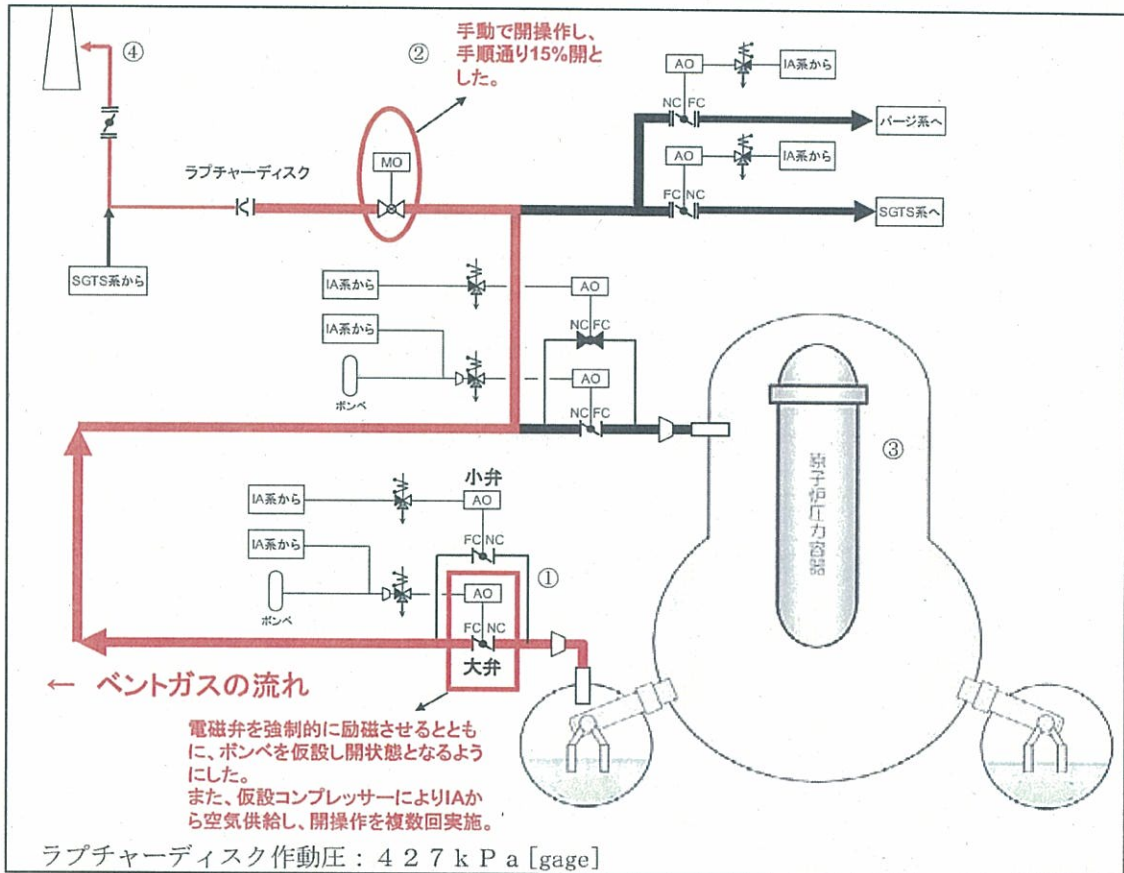 ④
②
手動で開操作し、
手順通り15%開と
した。
AO
IA系から
NC FC
パージ系へ
AO
IA系から
FC NC
SGTS系へ
ラプチャーディスク
MO
SGTS系から
IA系から
AO
IA系から
NC FC
AO
ボンベ
NC FC
③
原子炉圧力容器
小弁
IA系から
AO
IA系から
FC NC
①
AO
ボンベ
FC NC
大弁
← ベントガスの流れ
電磁弁を強制的に励磁させるととも
に、ボンベを仮設し開状態となるよう
にした。
また、仮設コンプレッサーによりIAか
ら空気供給し、開操作を複数回実施。
ラプチャーディスク作動圧:427kPa[gage]